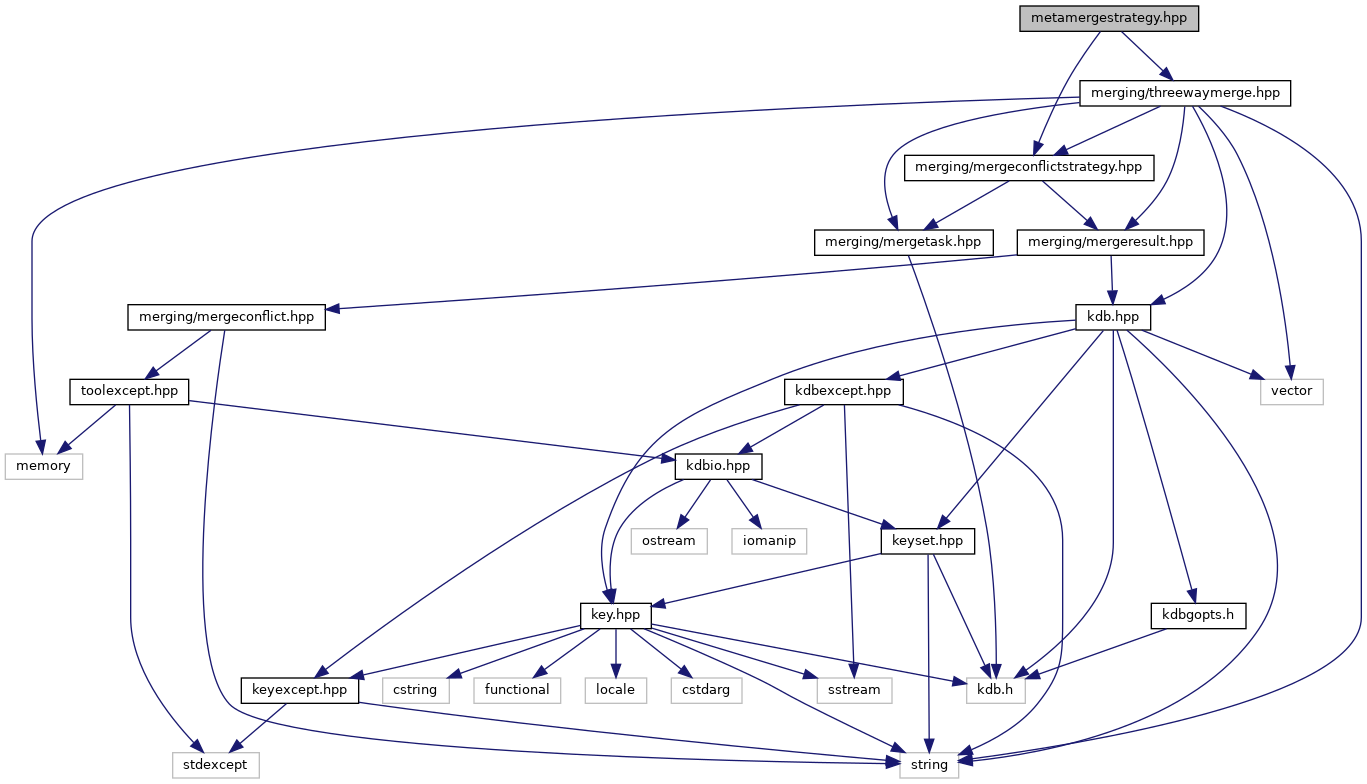 metamergestrategy.hpp
merging/threewaymerge.hpp
merging/mergeconflictstrategy.hpp
merging/mergetask.hpp
merging/mergeresult.hpp
merging/mergeconflict.hpp
kdb.hpp
toolexcept.hpp
kdbexcept.hpp
vector
memory
kdbio.hpp
ostream
iomanip
keyset.hpp
key.hpp
kdbgopts.h
keyexcept.hpp
cstring
functional
locale
cstdarg
sstream
kdb.h
stdexcept
string